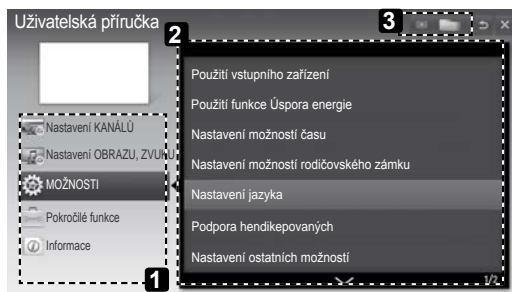 Uživatelská příručka
3
2
Použití vstupního zařízení
Použití funkce Úspora energie
Nastavení možností času
Nastavení možností rodičovského zámku
Nastavení jazyka
Podpora hendikepovaných
Nastavení ostatních možností
1/2
Nastavení KANÁLŮ
Nastavení OBRAZU, ZVUKU
MOŽNOSTI
Pokročilé funkce
Informace
1